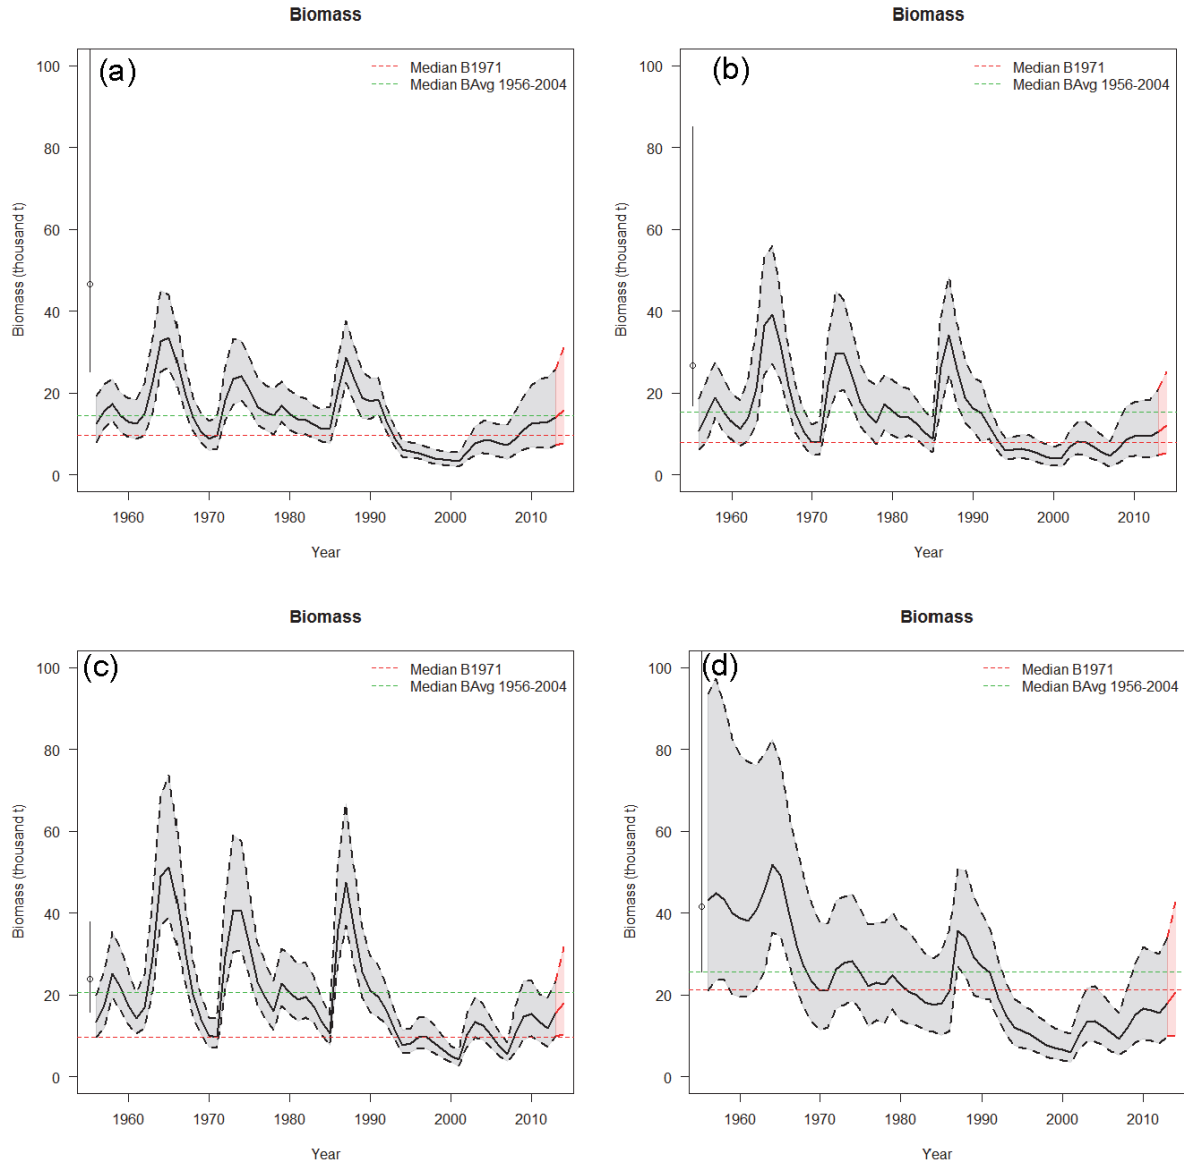 Biomass
(a)
Median B1971
Median BAvg 1956-2004
100
80
60
40
20
0
Biomass (thousand t)
1960 1970 1980 1990 2000 2010
Year
Biomass
(b)
Median B1971
Median BAvg 1956-2004
100
80
60
40
20
0
Biomass (thousand t)
1960 1970 1980 1990 2000 2010
Year
Biomass
(c)
Median B1971
Median BAvg 1956-2004
100
80
60
40
20
0
Biomass (thousand t)
1960 1970 1980 1990 2000 2010
Year
Biomass
(d)
Median B1971
Median BAvg 1956-2004
100
80
60
40
20
0
Biomass (thousand t)
1960 1970 1980 1990 2000 2010
Year